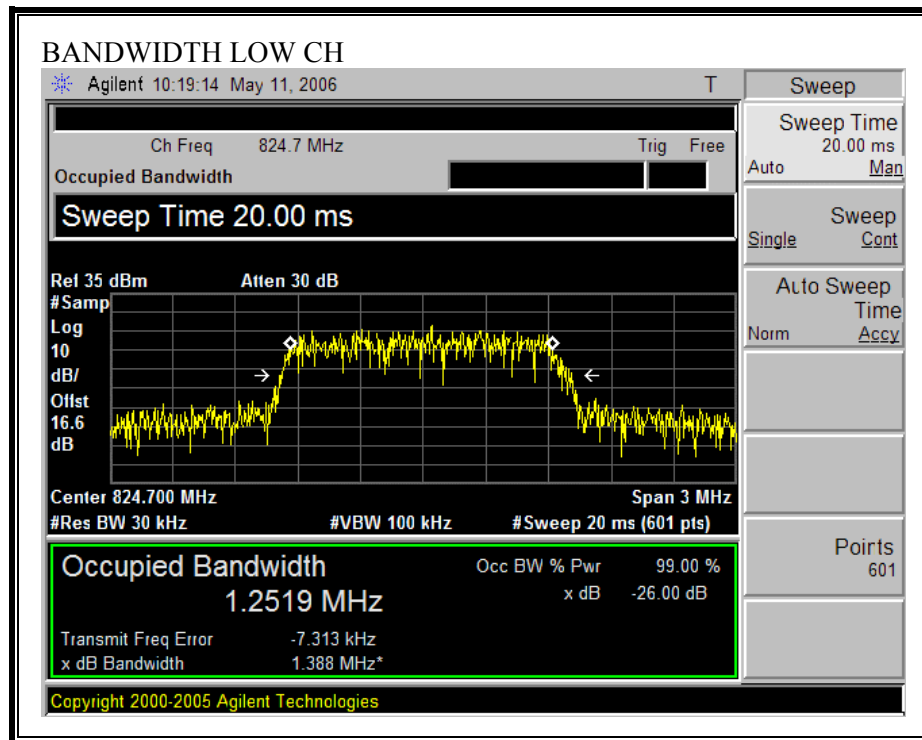 BANDWIDTH LOW CH
Agilent 10:19:14 May 11, 2006 T
Ch Freq 824.7 MHz Trig Free
Occupied Bandwidth
Sweep Time 20.00 ms
Ref 35 dBm Atten 30 dB
#Samp
Log
10
dB/
Offst
16.6
dB
Center 824.700 MHz Span 3 MHz
#Res BW 30 kHz #VBW 100 kHz #Sweep 20 ms (601 pts)
Occupied Bandwidth Occ BW % Pwr 99.00 %
1.2519 MHz x dB -26.00 dB
Transmit Freq Error -7.313 kHz
x dB Bandwidth 1.388 MHz*
Copyright 2000-2005 Agilent Technologies
Sweep
Sweep Time
20.00 ms
Auto Man
Sweep
Single Cont
Auto Sweep
Time
Norm Accy
Points
601